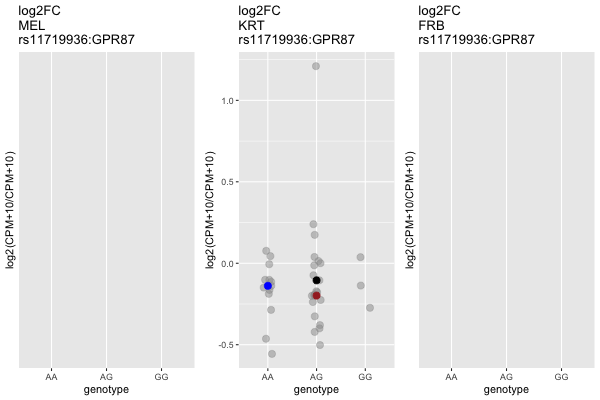 log2FC
MEL
rs11719936:GPR87
log2(CPM+10/CPM+10)
AA AG GG
genotype
log2FC
KRT
rs11719936:GPR87
log2(CPM+10/CPM+10)
1.0
0.5
0.0
-0.5
AA AG GG
genotype
log2FC
FRB
rs11719936:GPR87
log2(CPM+10/CPM+10)
AA AG GG
genotype